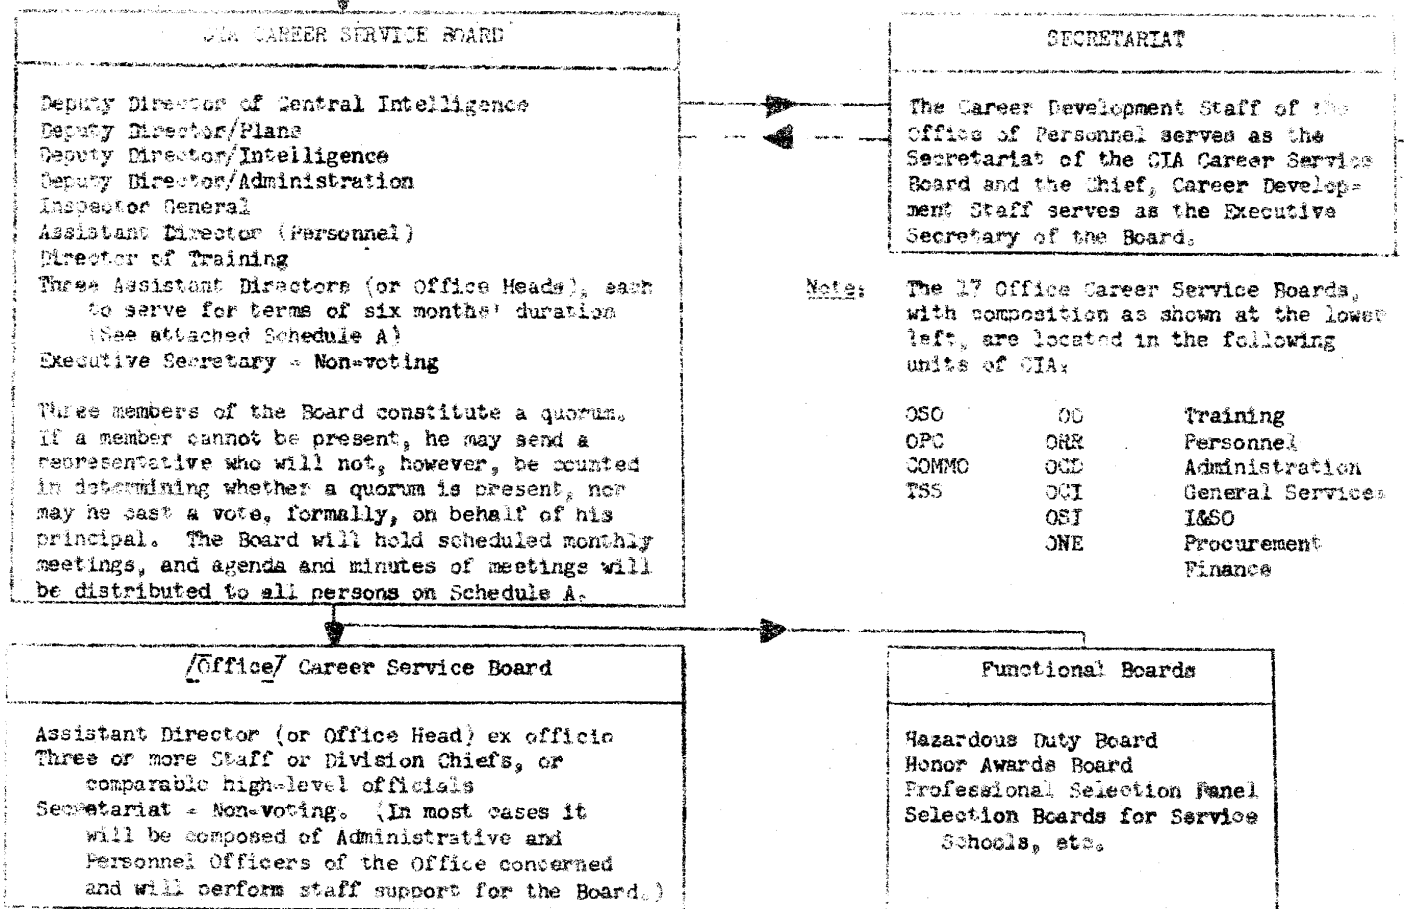 CIA CAREER SERVICE BOARD
Deputy Director of Central Intelligence
Deputy Director/Plans
Deputy Director/Intelligence
Deputy Director/Administration
Inspector General
Assistant Director (Personnel)
Director of Training
Three Assistant Directors (or Office Heads), each
to serve for terms of six months' duration
(See attached Schedule A)
Executive Secretary - Non-voting
Three members of the Board constitute a quorum.
If a member cannot be present, he may send a
representative who will not, however, be counted
in determining whether a quorum is present, nor
may he cast a vote, formally, on behalf of his
principal. The Board will hold scheduled monthly
meetings, and agenda and minutes of meetings will
be distributed to all persons on Schedule A.
SECRETARIAT
The Career Development Staff of the
Office of Personnel serves as the
Secretariat of the CIA Career Service
Board and the Chief, Career Develop-
ment Staff serves as the Executive
Secretary of the Board.
Note: The 17 Office Career Service Boards,
with composition as shown at the lower
left, are located in the following
units of CIA:
OSO OO Training
OPC ORR Personnel
COMMO OCD Administration
TSS OCI General Services
OSI I&SO
ONE Procurement
Finance
/Office/ Career Service Board
Assistant Director (or Office Head) ex officio
Three or more Staff or Division Chiefs, or
comparable high-level officials
Secretariat - Non-voting. (In most cases it
will be composed of Administrative and
Personnel Officers of the Office concerned
and will perform staff support for the Board.)
Functional Boards
Hazardous Duty Board
Honor Awards Board
Professional Selection Panel
Selection Boards for Service
Schools, etc.